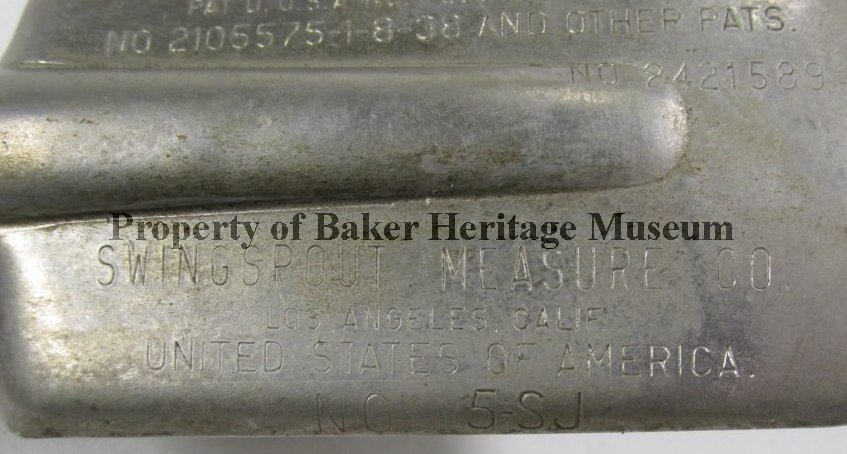 PAT'D. U.S.A.
NO 2105575-1-8-38 AND OTHER PATS.
NO. 2421589
Property of Baker Heritage Museum
SWINGSPOUT MEASURE CO.
LOS ANGELES, CALIF.
UNITED STATES OF AMERICA.
NO. 5-SJ